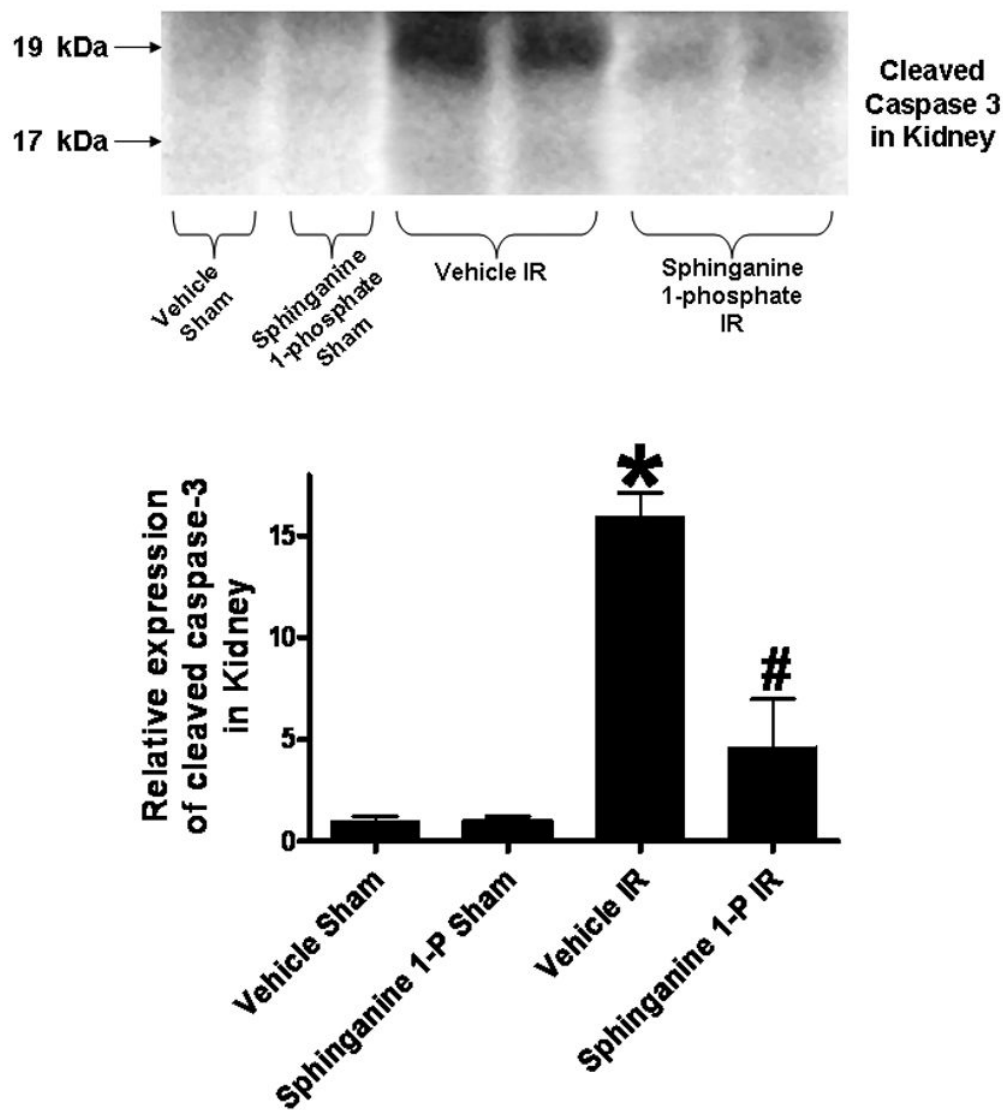 19 kDa
17 kDa
Cleaved
Caspase 3
in Kidney
Vehicle
Sham
Sphinganine
1-phosphate
Sham
Vehicle IR
Sphinganine
1-phosphate
IR
Relative expression
of cleaved caspase-3
in Kidney
15
10
5
0
*
#
Vehicle Sham
Sphinganine 1-P Sham
Vehicle IR
Sphinganine 1-P IR